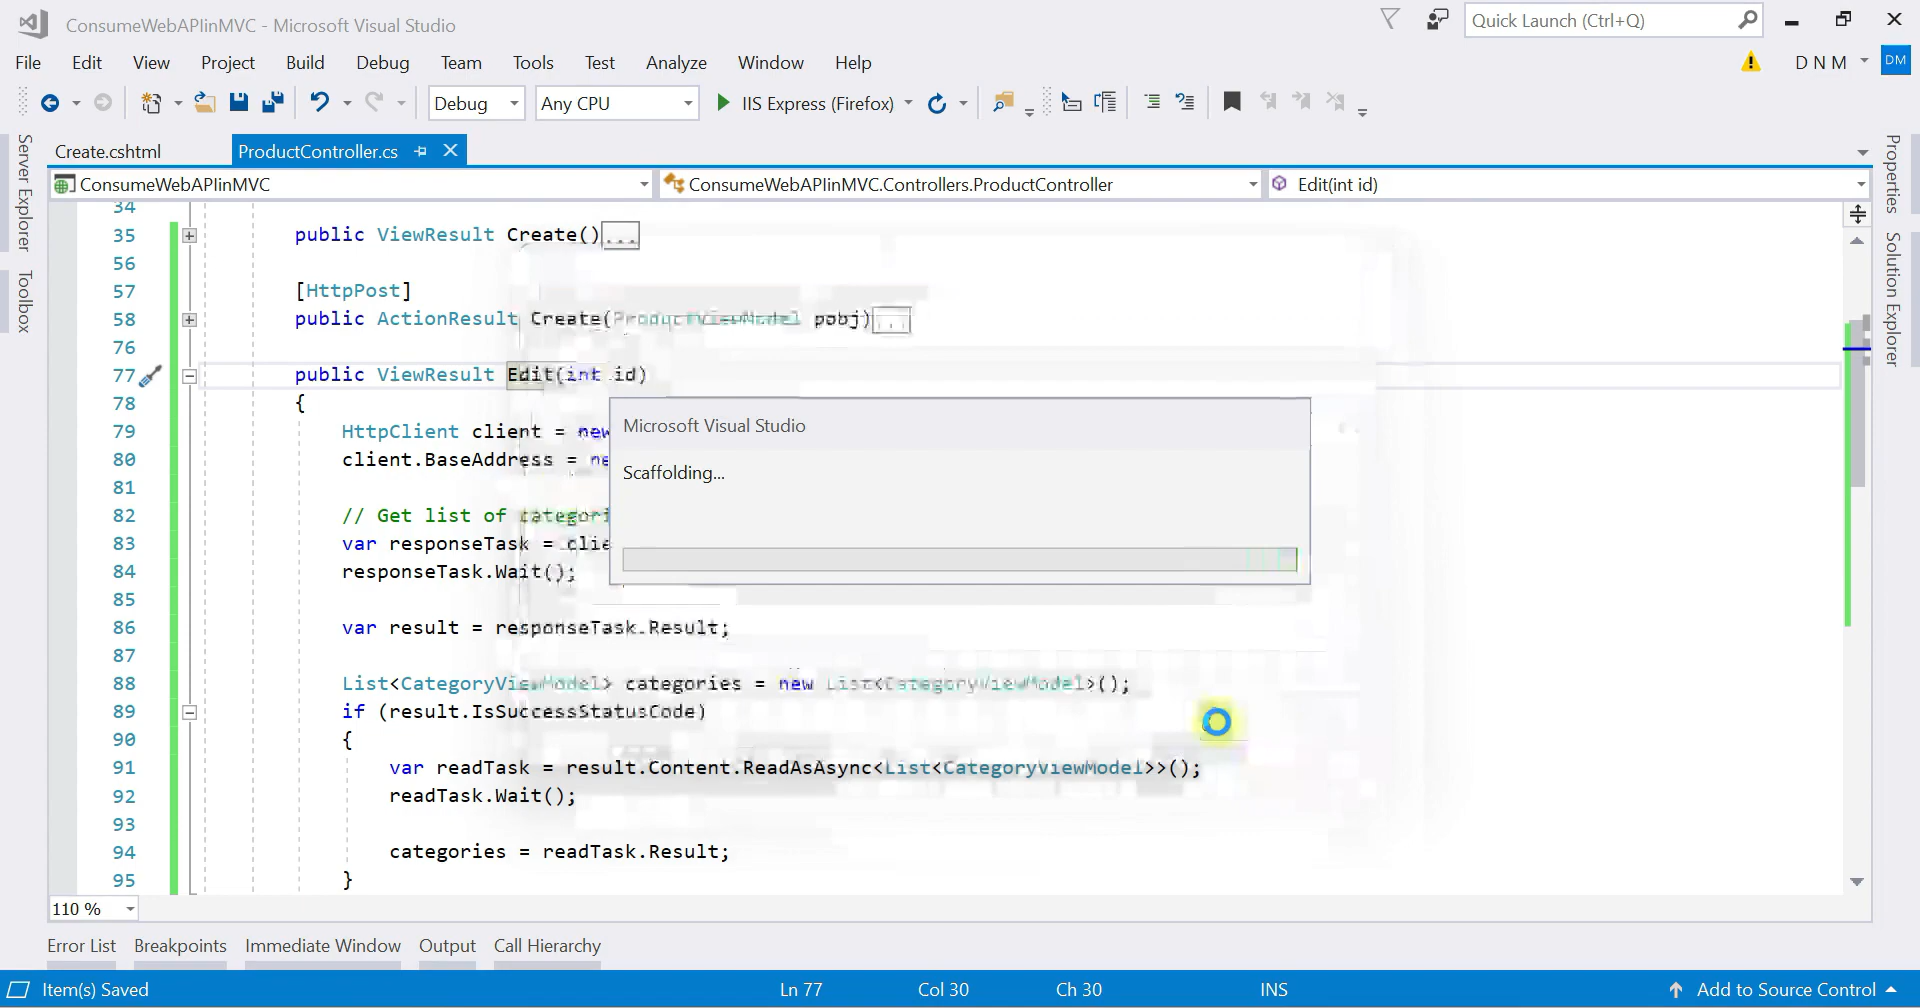 ConsumeWebAPIinMVC - Microsoft Visual Studio
Quick Launch (Ctrl+Q)
File Edit View Project Build Debug Team Tools Test Analyze Window Help
D N M DM
Debug Any CPU IIS Express (Firefox)
Server Explorer
Toolbox
Create.cshtml ProductController.cs
ConsumeWebAPIinMVC ConsumeWebAPIinMVC.Controllers.ProductController Edit(int id)
34
35 public ViewResult Create()...
56
57 [HttpPost]
58 public ActionResult Create(ProductViewModel pobj)...
76
77 public ViewResult Edit(int id)
78 {
79 HttpClient client = new
80 client.BaseAddress = ne
81
82 // Get list of categori
83 var responseTask = clie
84 responseTask.Wait();
85
86 var result = responseTask.Result;
87
88 List<CategoryViewModel> categories = new List<CategoryViewModel>();
89 if (result.IsSuccessStatusCode)
90 {
91 var readTask = result.Content.ReadAsAsync<List<CategoryViewModel>>();
92 readTask.Wait();
93
94 categories = readTask.Result;
95 }
Microsoft Visual Studio
Scaffolding...
Properties
Solution Explorer
110 %
Error List Breakpoints Immediate Window Output Call Hierarchy
Item(s) Saved Ln 77 Col 30 Ch 30 INS Add to Source Control